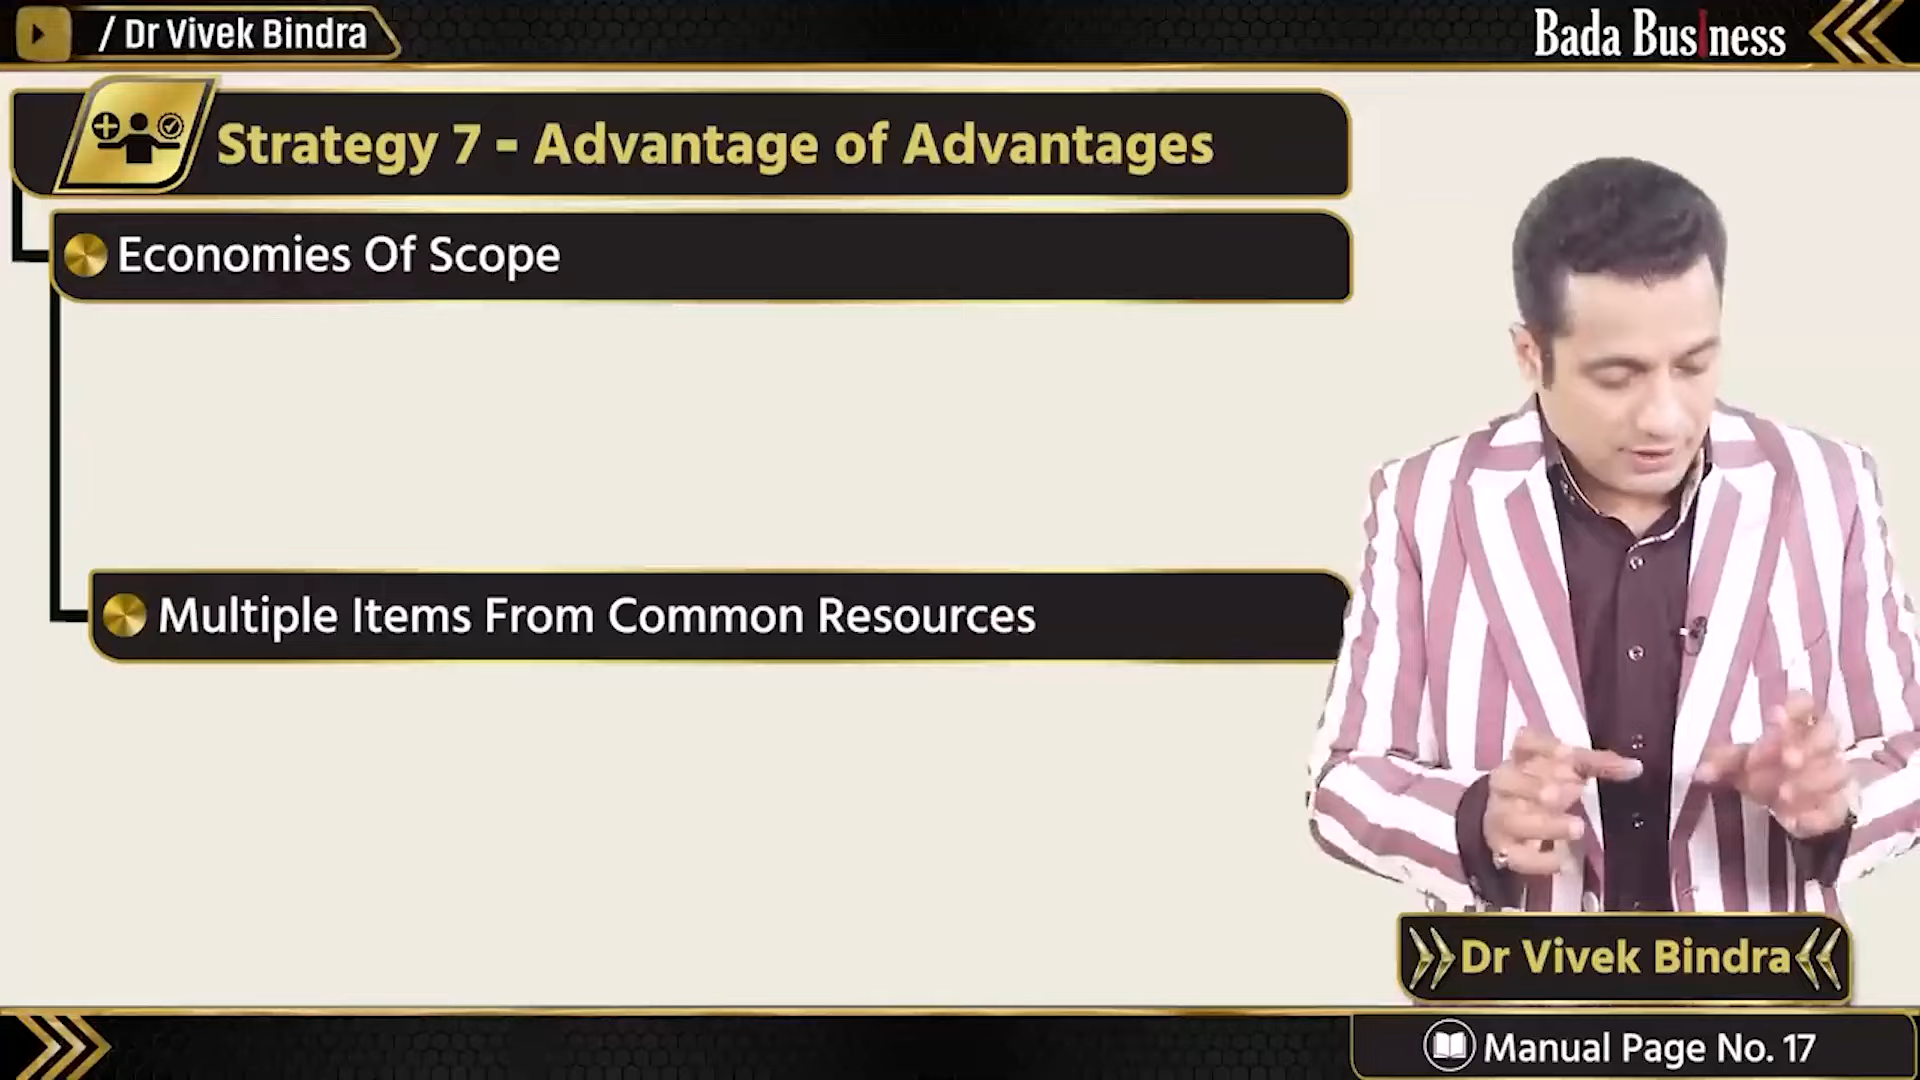 / Dr Vivek Bindra
Bada Business
Strategy 7 - Advantage of Advantages
Economies Of Scope
Multiple Items From Common Resources
Dr Vivek Bindra
Manual Page No. 17